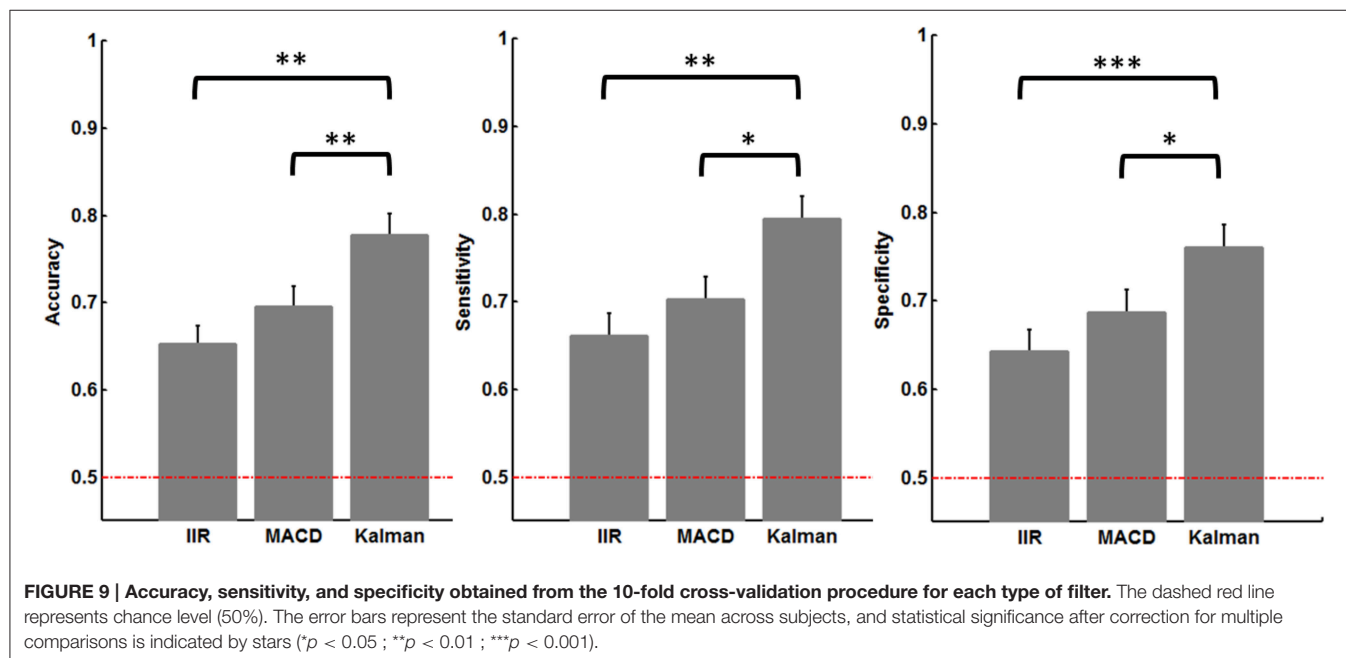 1
0.9
0.8
0.7
0.6
0.5
Accuracy
**
**
IIR MACD Kalman
1
0.9
0.8
0.7
0.6
0.5
Sensitivity
**
*
IIR MACD Kalman
1
0.9
0.8
0.7
0.6
0.5
Specificity
***
*
IIR MACD Kalman
FIGURE 9 | Accuracy, sensitivity, and specificity obtained from the 10-fold cross-validation procedure for each type of filter. The dashed red line
represents chance level (50%). The error bars represent the standard error of the mean across subjects, and statistical significance after correction for multiple
comparisons is indicated by stars (*p < 0.05 ; **p < 0.01 ; ***p < 0.001).